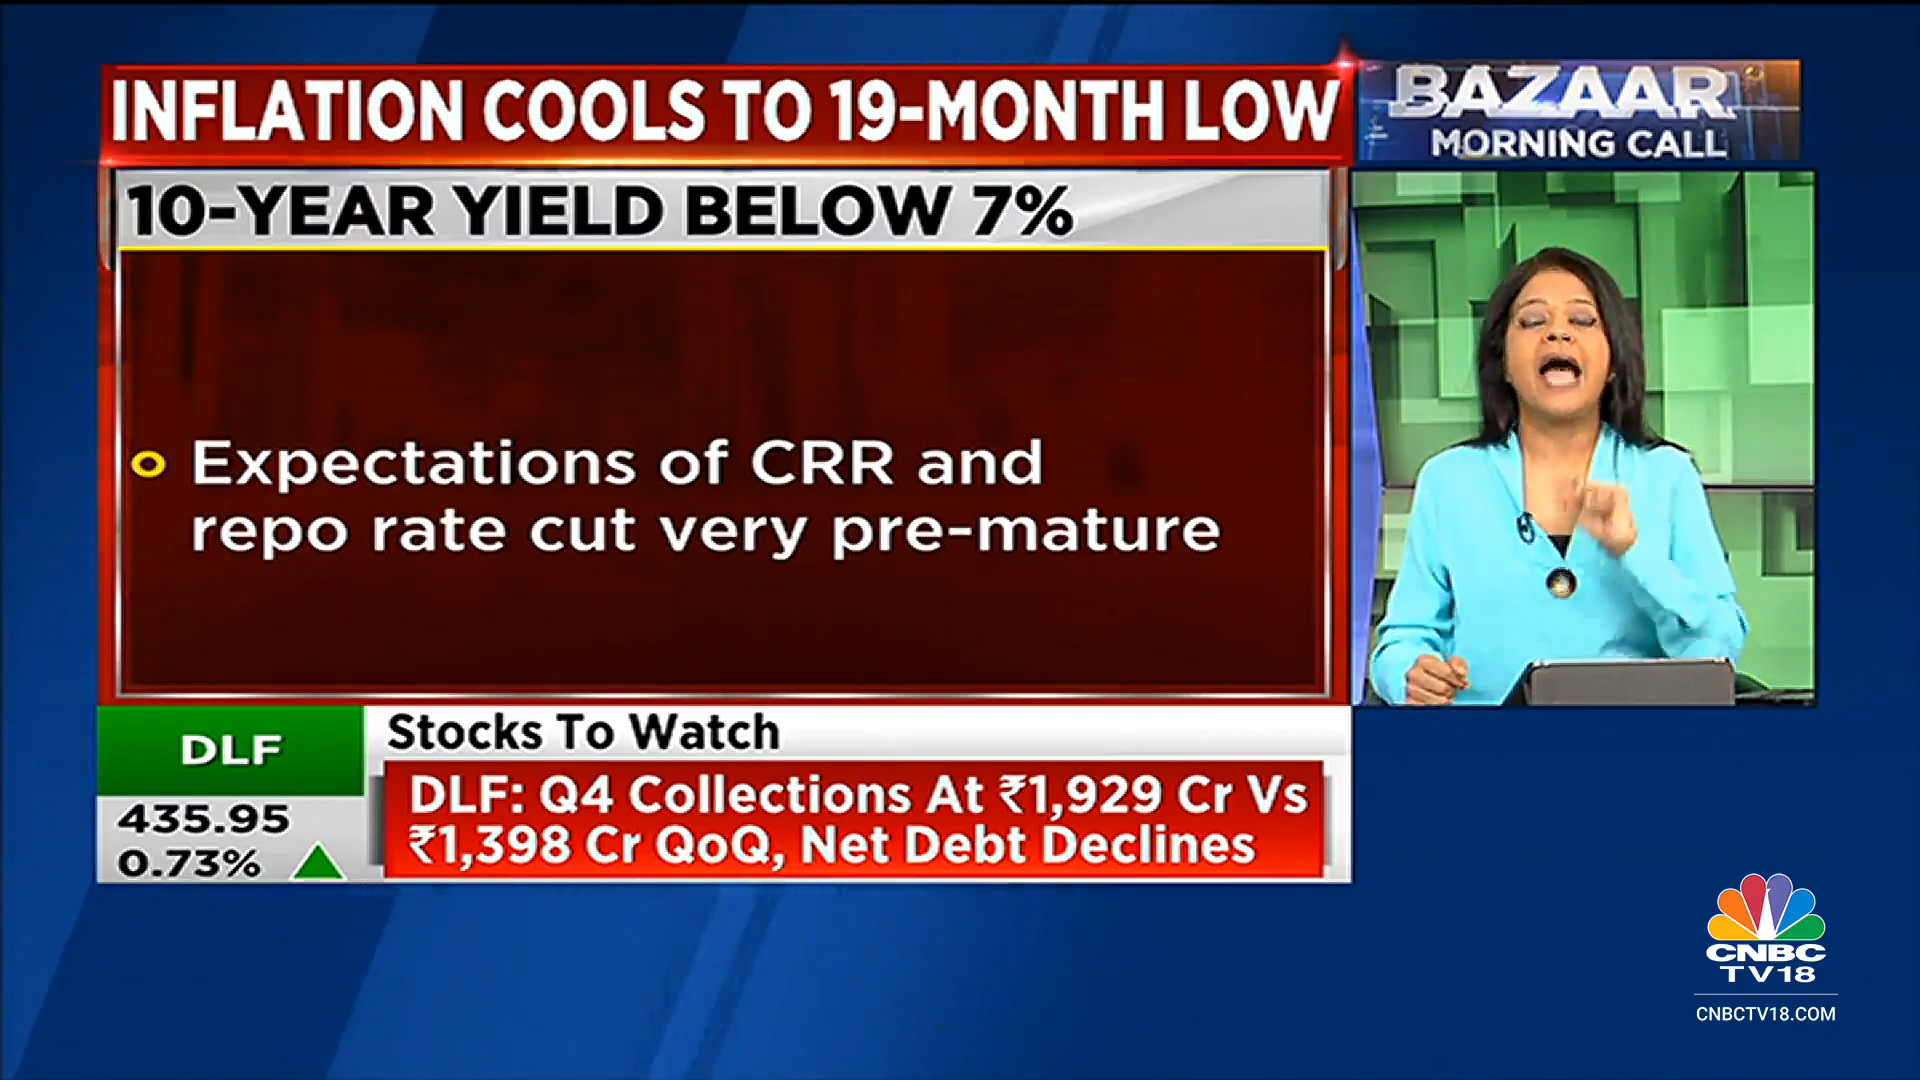 INFLATION COOLS TO 19-MONTH LOW
BAZAAR
MORNING CALL
10-YEAR YIELD BELOW 7%
Expectations of CRR and
repo rate cut very pre-mature
DLF
435.95
0.73%
Stocks To Watch
DLF: Q4 Collections At ₹1,929 Cr Vs
₹1,398 Cr QoQ, Net Debt Declines
CNBC
TV18
CNBCTV18.COM